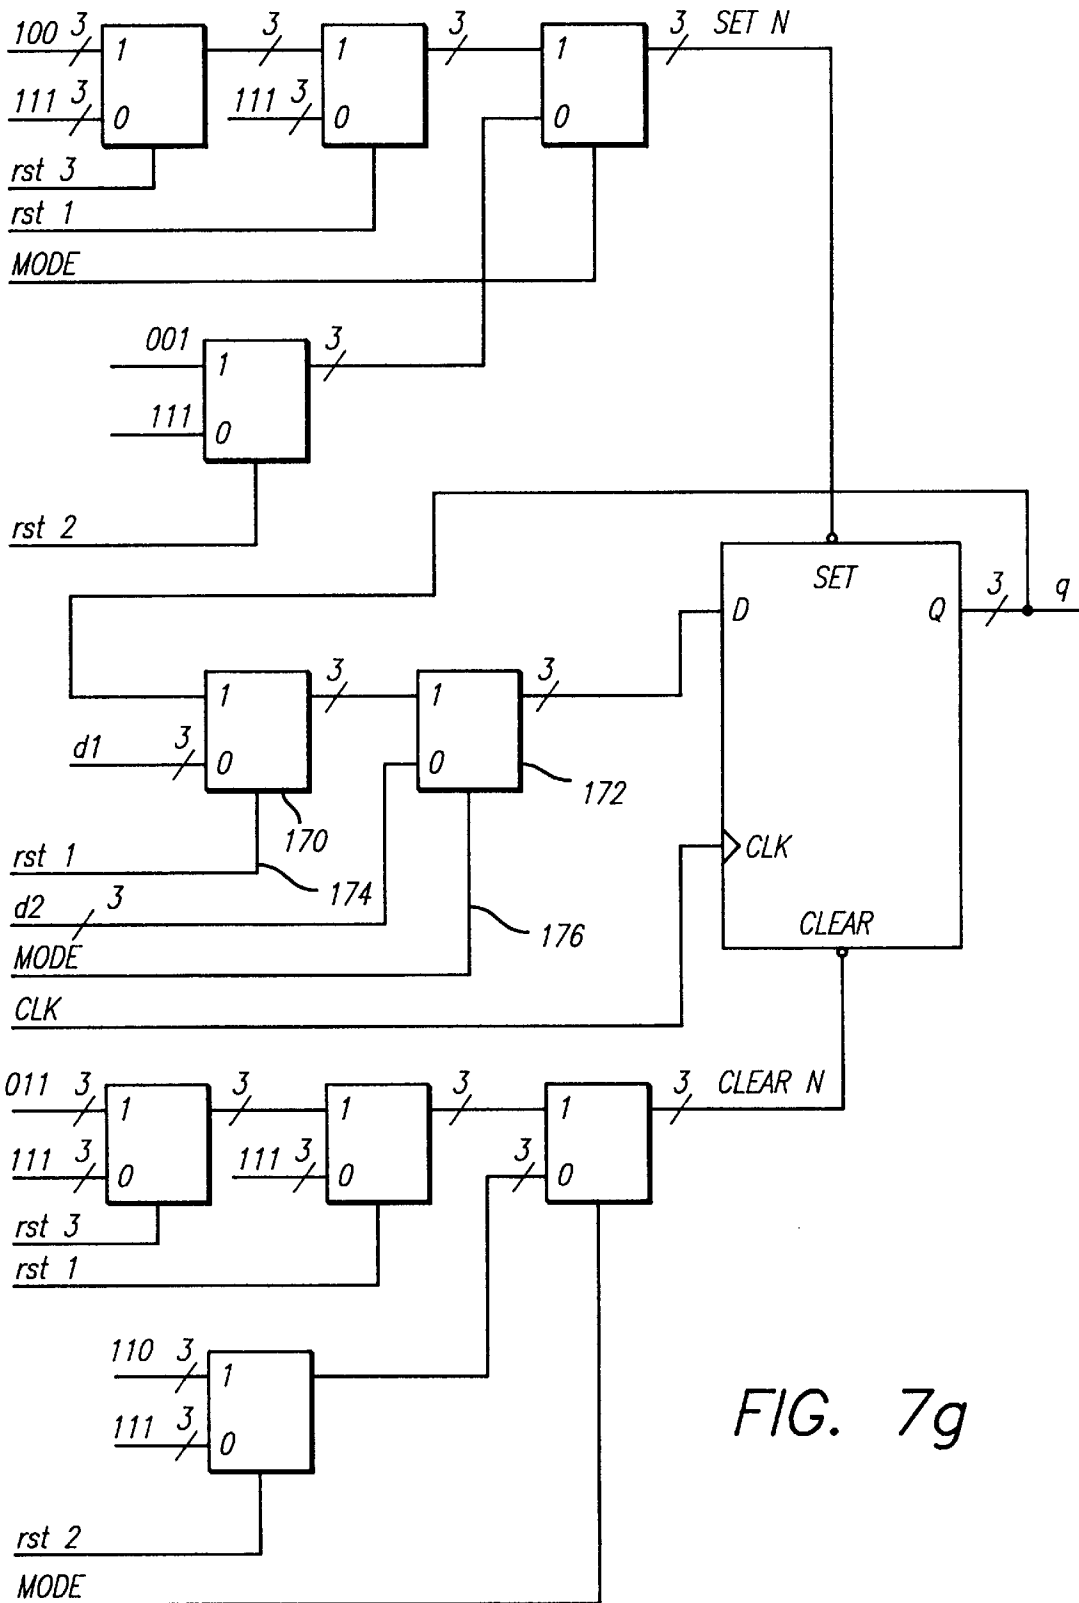 100 3 1 3 1 3 1 3 SET N
111 3 0 111 3 0 0
rst 3
rst 1
MODE
001 1 3
111 0
rst 2
SET
D Q 3 q
1 3 1 3
d1 3 0 0
170 172
rst 1 174
CLK
d2 3
176
CLEAR
MODE
CLK
011 3 1 3 1 3 1 3 CLEAR N
111 3 0 111 3 0 3 0
rst 3
rst 1
110 3 1
111 3 0
rst 2
MODE
FIG. 7g